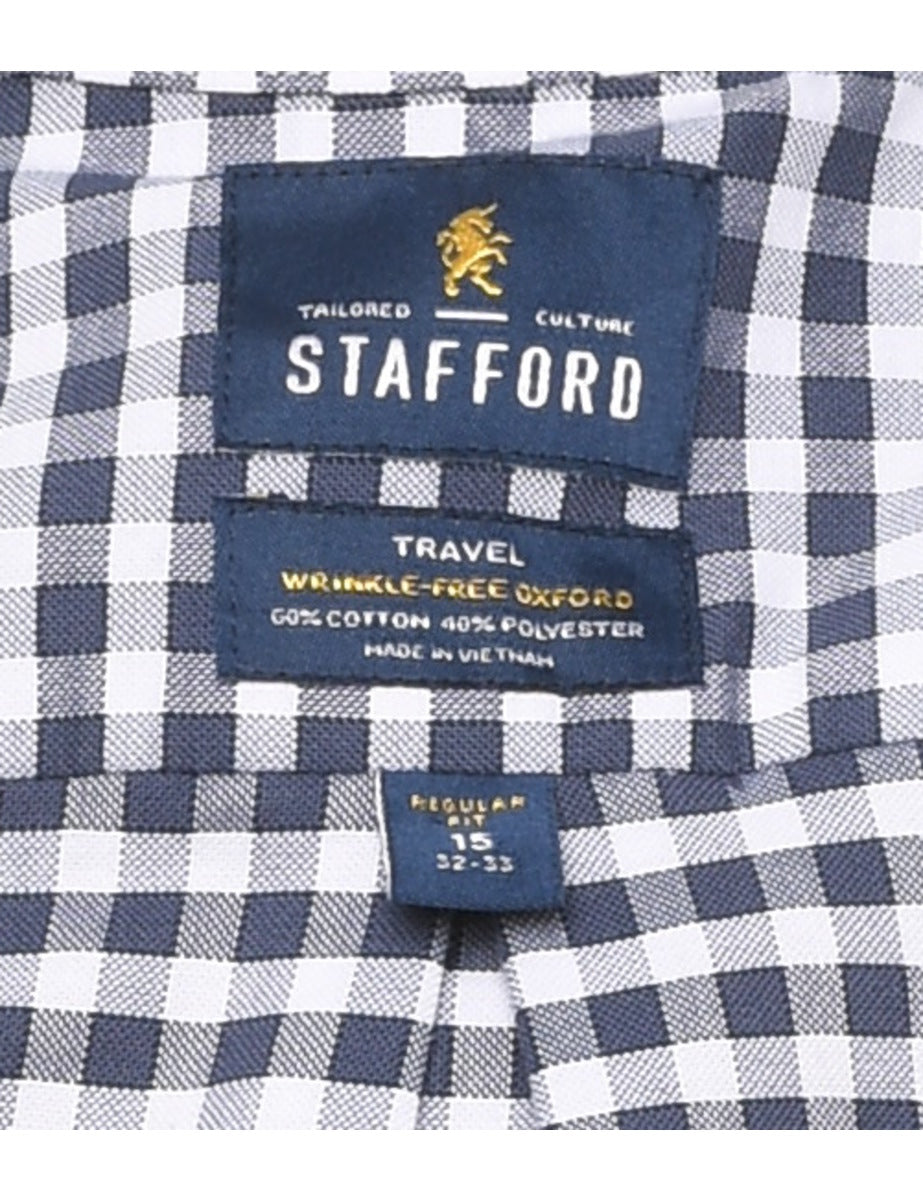 TAILORED CULTURE
STAFFORD
TRAVEL
WRINKLE-FREE OXFORD
60% COTTON 40% POLYESTER
MADE IN VIETNAM
REGULAR
FIT
15
32-33